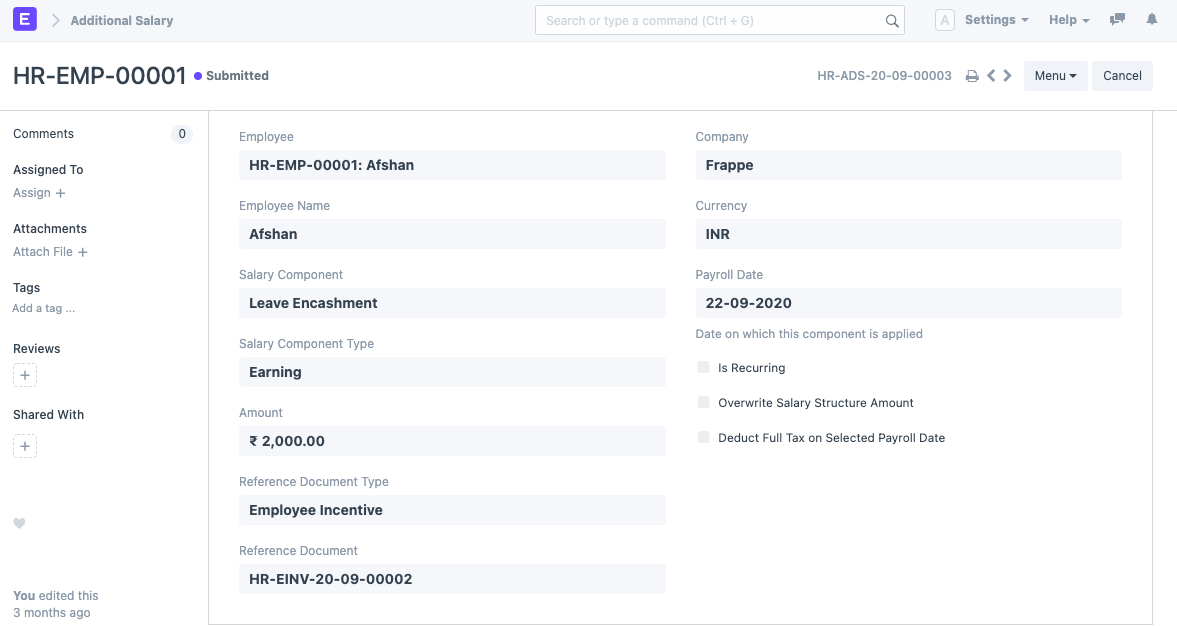 E
Additional Salary
Search or type a command (Ctrl + G)
A
Settings
Help
HR-EMP-00001
Submitted
HR-ADS-20-09-00003
Menu
Cancel
Comments
0
Assigned To
Assign +
Attachments
Attach File +
Tags
Add a tag ...
Reviews
+
Shared With
+
You edited this
3 months ago
Employee
HR-EMP-00001: Afshan
Employee Name
Afshan
Salary Component
Leave Encashment
Salary Component Type
Earning
Amount
₹ 2,000.00
Reference Document Type
Employee Incentive
Reference Document
HR-EINV-20-09-00002
Company
Frappe
Currency
INR
Payroll Date
22-09-2020
Date on which this component is applied
Is Recurring
Overwrite Salary Structure Amount
Deduct Full Tax on Selected Payroll Date